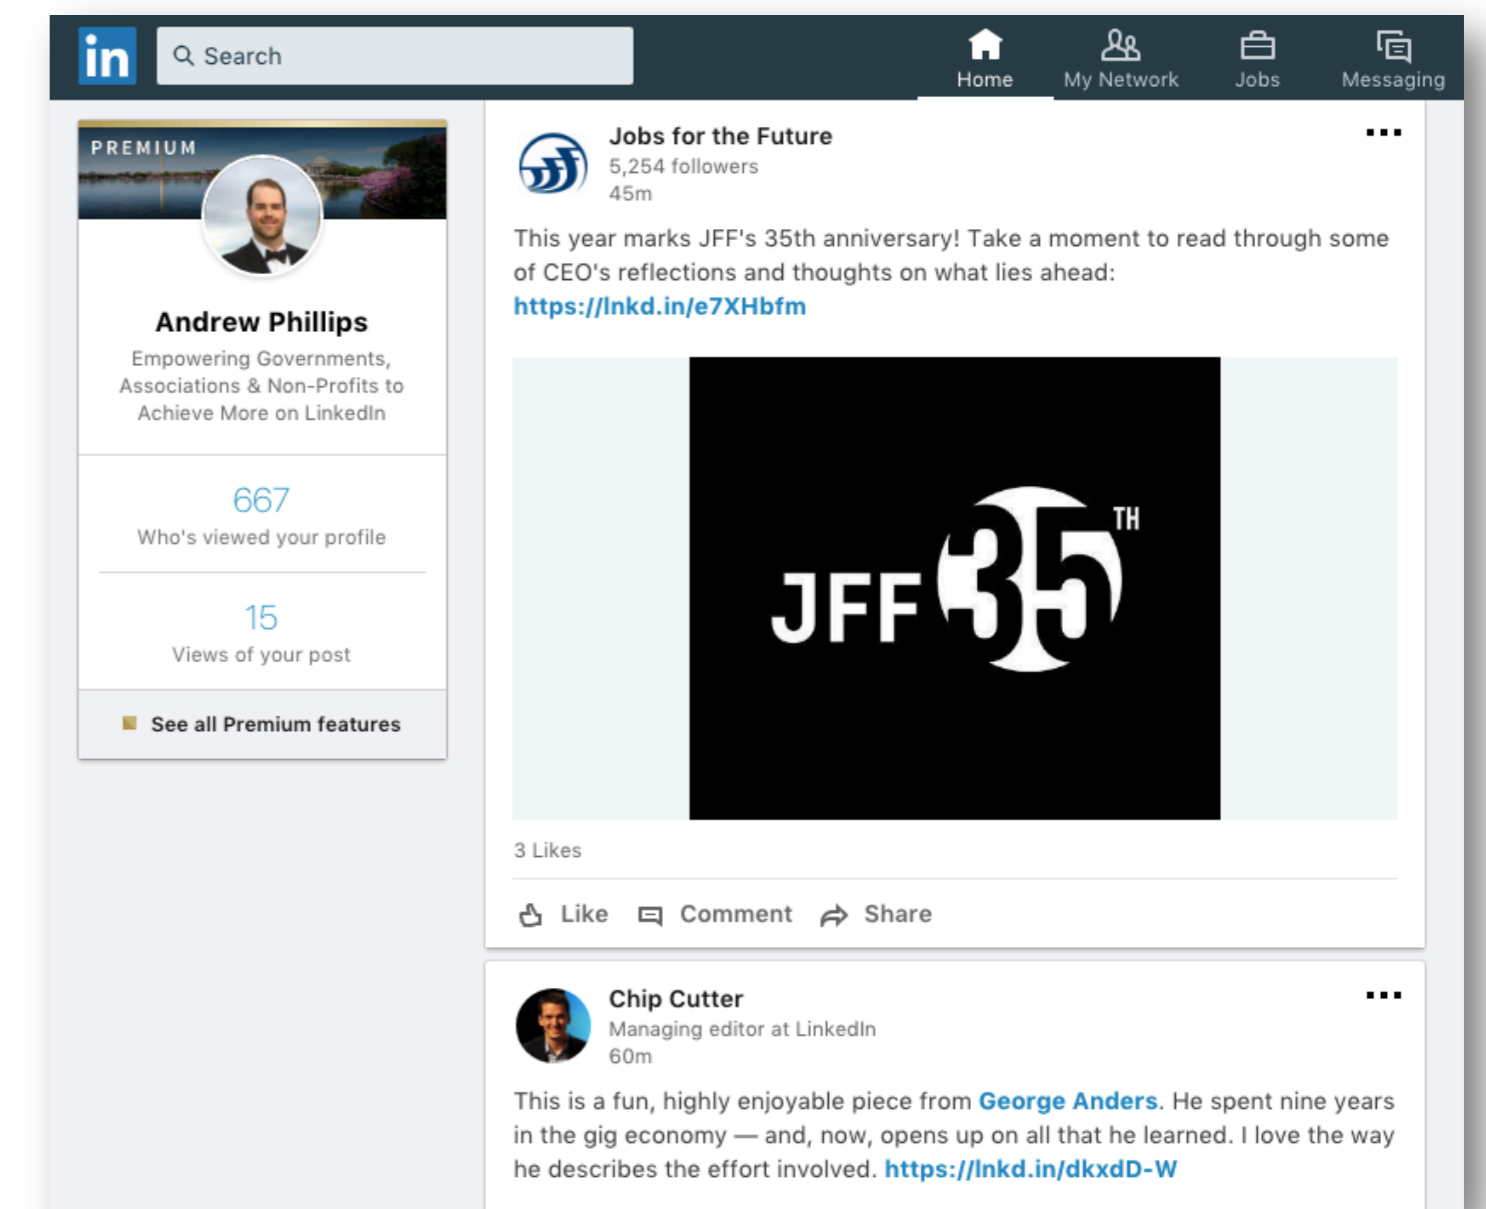 in
Search
Home
My Network
Jobs
Messaging
PREMIUM
Andrew Phillips
Empowering Governments,
Associations & Non-Profits to
Achieve More on LinkedIn
667
Who's viewed your profile
15
Views of your post
See all Premium features
Jobs for the Future
5,254 followers
45m
This year marks JFF's 35th anniversary! Take a moment to read through some
of CEO's reflections and thoughts on what lies ahead:
https://lnkd.in/e7XHbfm
JFF 35TH
3 Likes
Like
Comment
Share
Chip Cutter
Managing editor at LinkedIn
60m
This is a fun, highly enjoyable piece from George Anders. He spent nine years
in the gig economy — and, now, opens up on all that he learned. I love the way
he describes the effort involved. https://lnkd.in/dkxdD-W